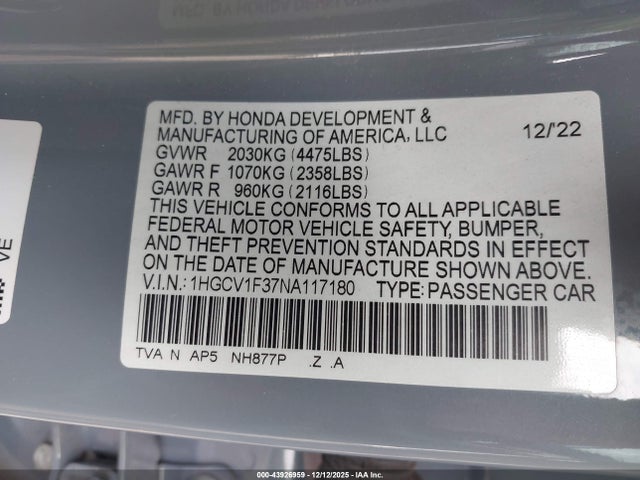 MFD. BY HONDA DEVELOPMENT &
MANUFACTURING OF AMERICA, LLC 12/'22
GVWR 2030KG (4475LBS)
GAWR F 1070KG (2358LBS)
GAWR R 960KG (2116LBS)
THIS VEHICLE CONFORMS TO ALL APPLICABLE
FEDERAL MOTOR VEHICLE SAFETY, BUMPER,
AND THEFT PREVENTION STANDARDS IN EFFECT
ON THE DATE OF MANUFACTURE SHOWN ABOVE.
V.I.N.: 1HGCV1F37NA117180 TYPE: PASSENGER CAR
TVA N AP5 NH877P .Z .A
VE
000-43926959 - 12/12/2025 - IAA Inc.